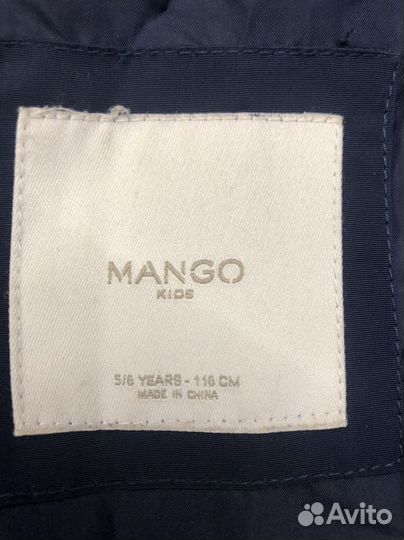 MANGO
KIDS
5/6 YEARS - 116 CM
MADE IN CHINA
Avito